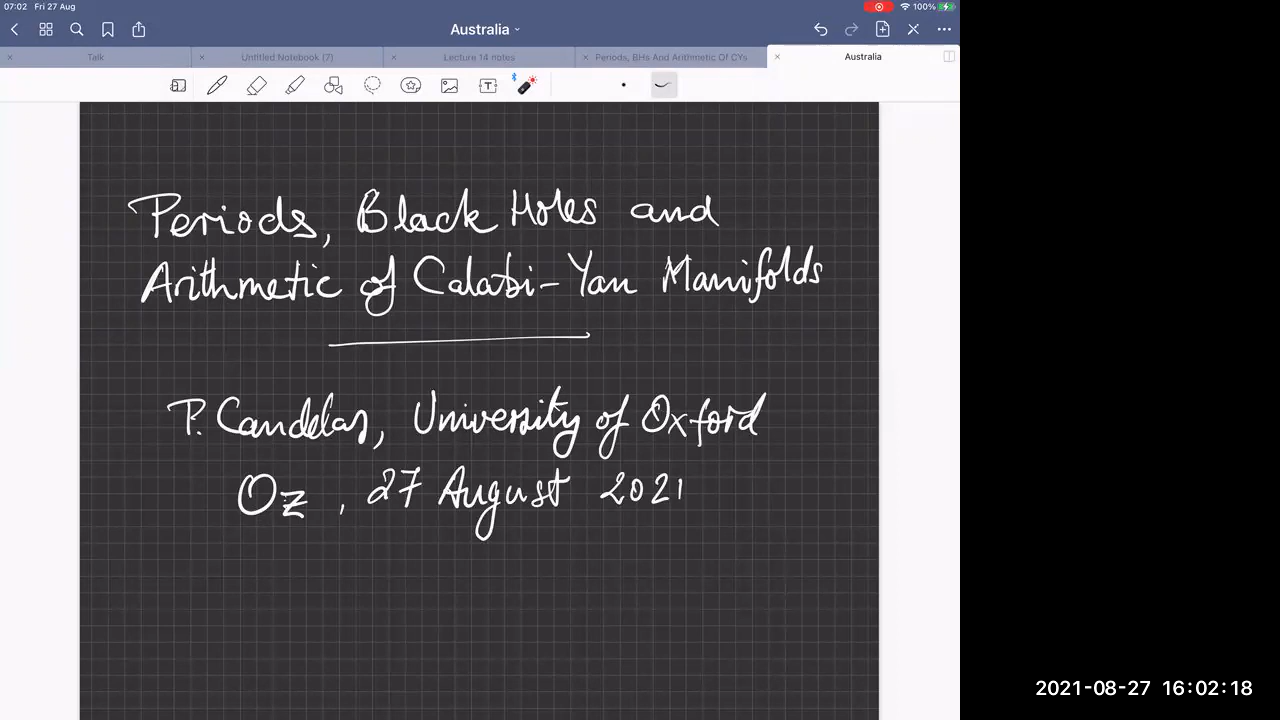 07:02 Fri 27 Aug
100%
Australia
Talk
Untitled Notebook (7)
Lecture 14 notes
Periods, BHs And Arithmetic Of CYs
Australia
Periods, Black Holes and
Arithmetic of Calabi-Yau Manifolds
P. Candelas, University of Oxford
Oz, 27 August 2021
2021-08-27 16:02:18